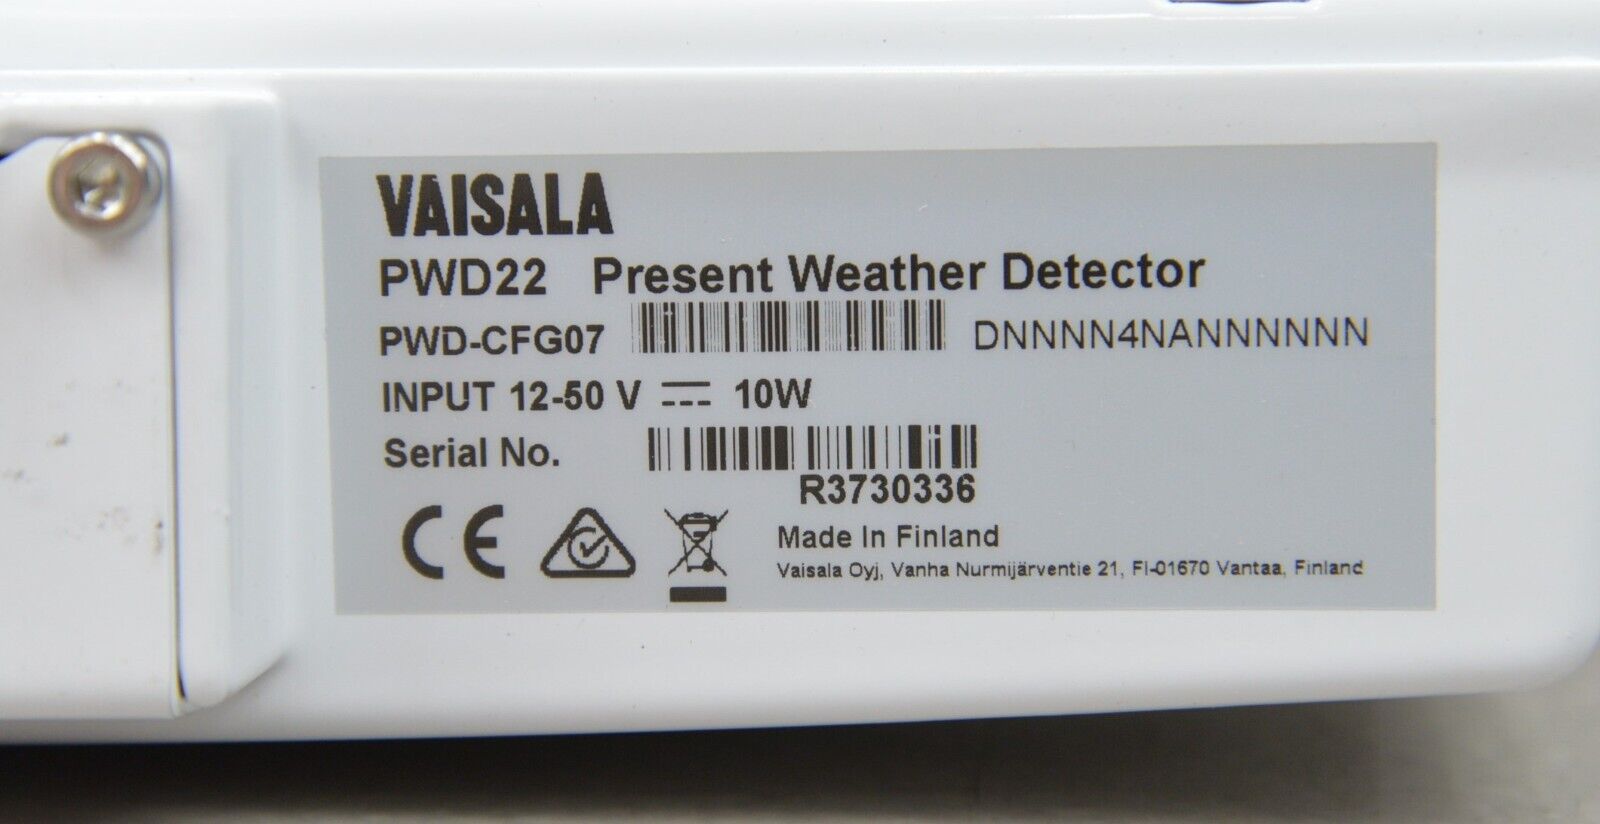 VAISALA
PWD22 Present Weather Detector
PWD-CFG07 DNNNN4NANNNNNN
INPUT 12-50 V ⎓ 10W
Serial No.
R3730336
CE
Made In Finland
Vaisala Oyj, Vanha Nurmijärventie 21, FI-01670 Vantaa, Finland